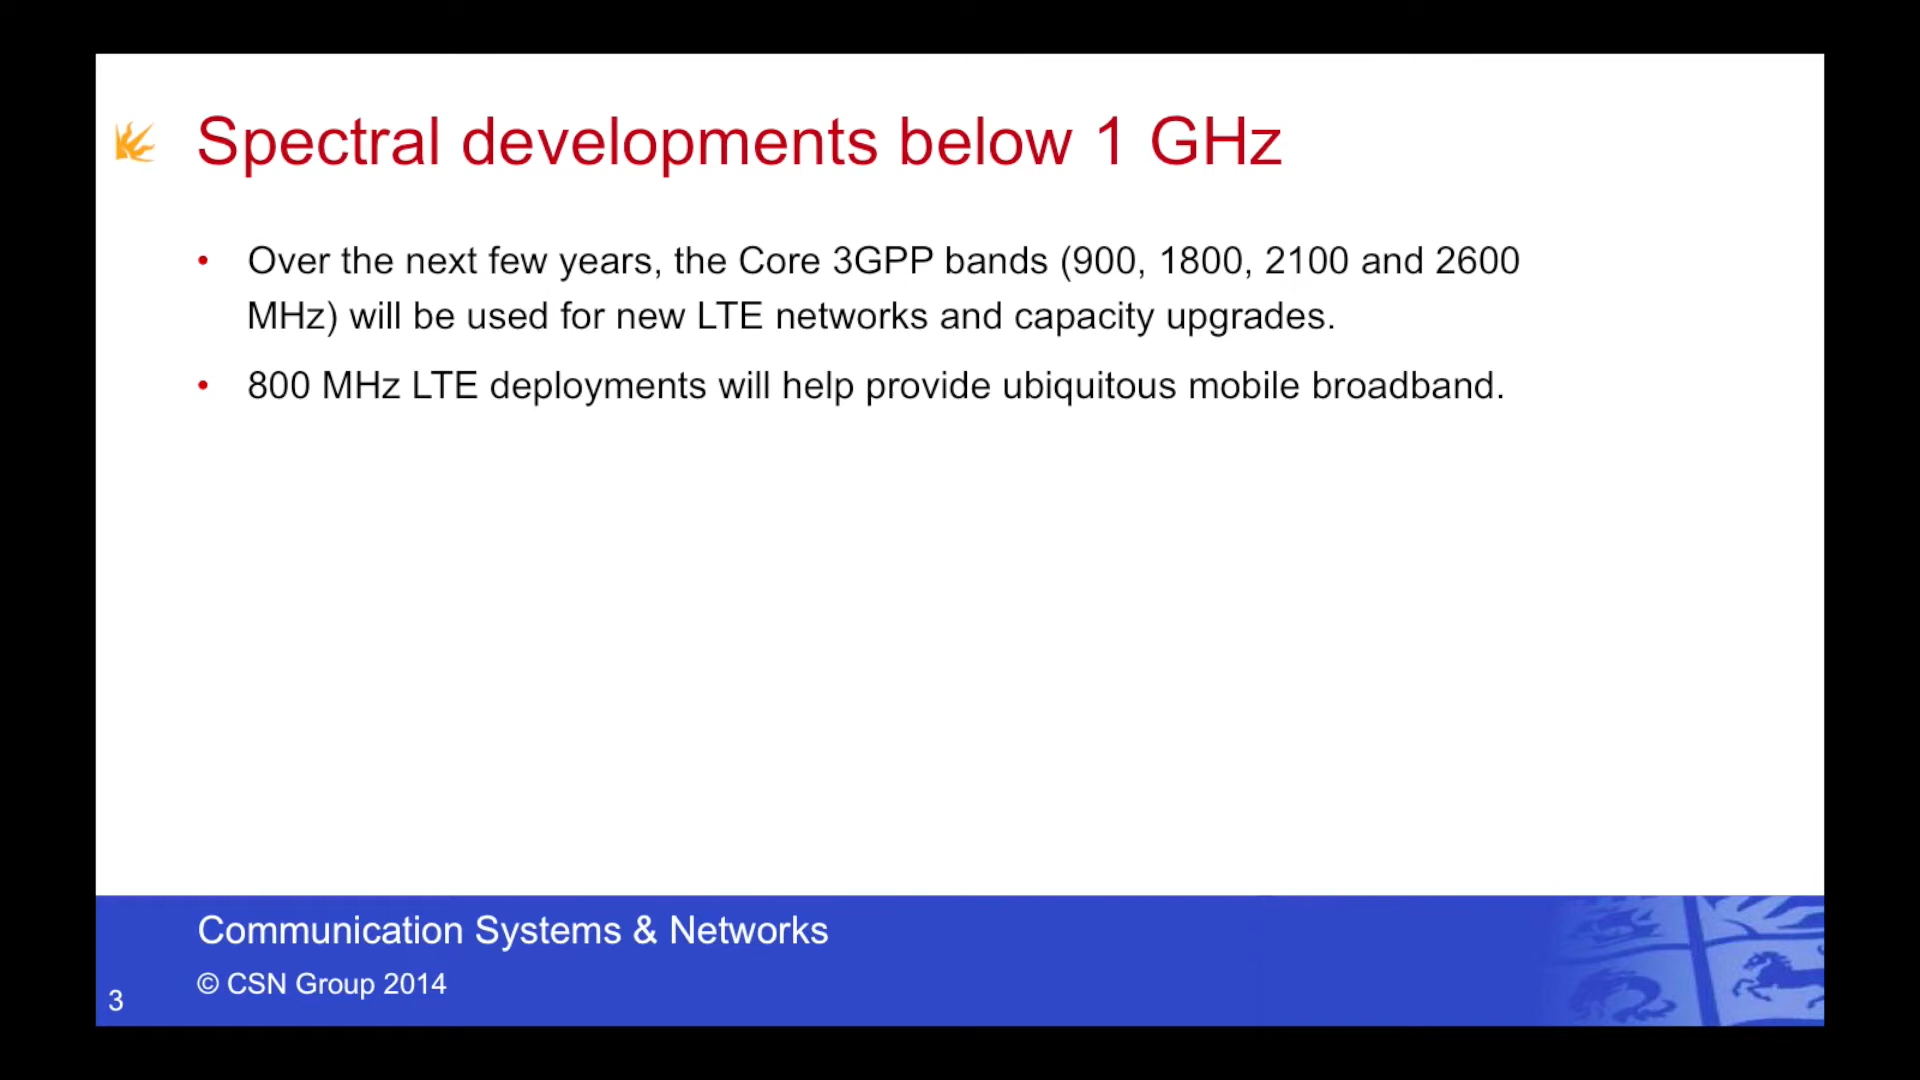 Spectral developments below 1 GHz
• Over the next few years, the Core 3GPP bands (900, 1800, 2100 and 2600
MHz) will be used for new LTE networks and capacity upgrades.
• 800 MHz LTE deployments will help provide ubiquitous mobile broadband.
Communication Systems & Networks
© CSN Group 2014
3